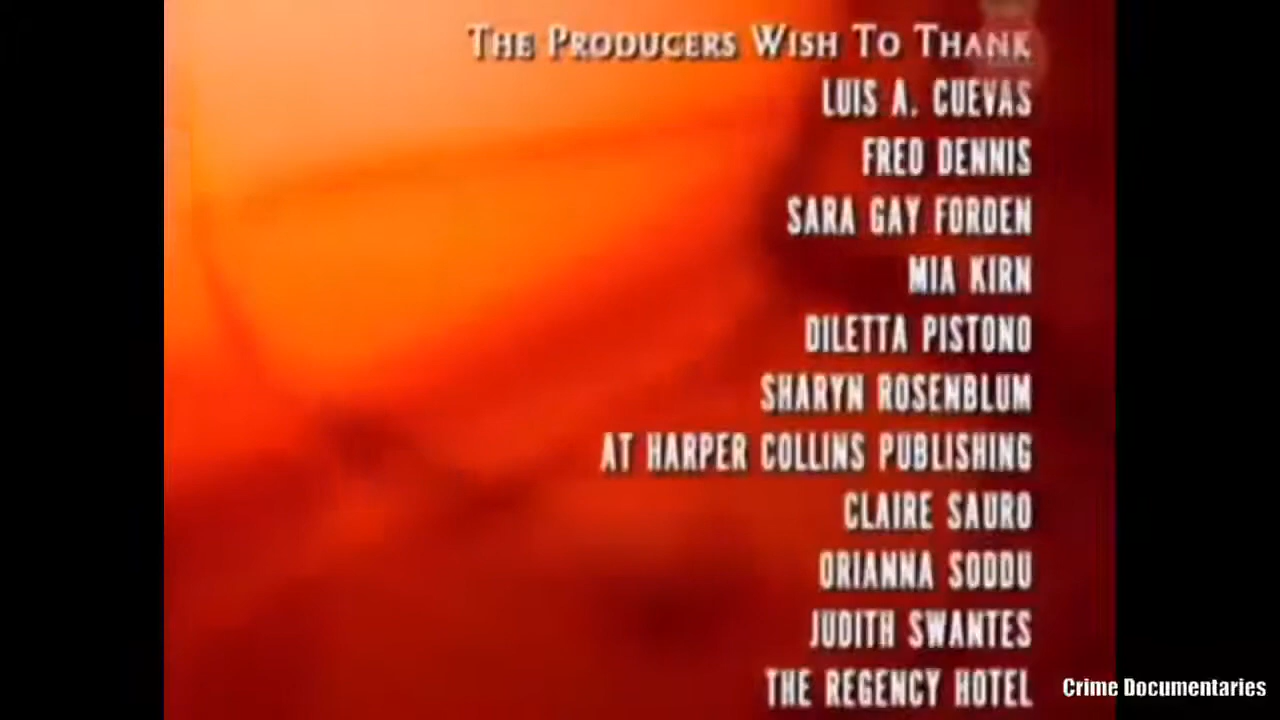 THE PRODUCERS WISH TO THANK
LUIS A. CUEVAS
FRED DENNIS
SARA GAY FORDEN
MIA KIRN
DILETTA PISTONO
SHARYN ROSENBLUM
AT HARPER COLLINS PUBLISHING
CLAIRE SAURO
ORIANNA SODDU
JUDITH SWANTES
THE REGENCY HOTEL
Crime Documentaries